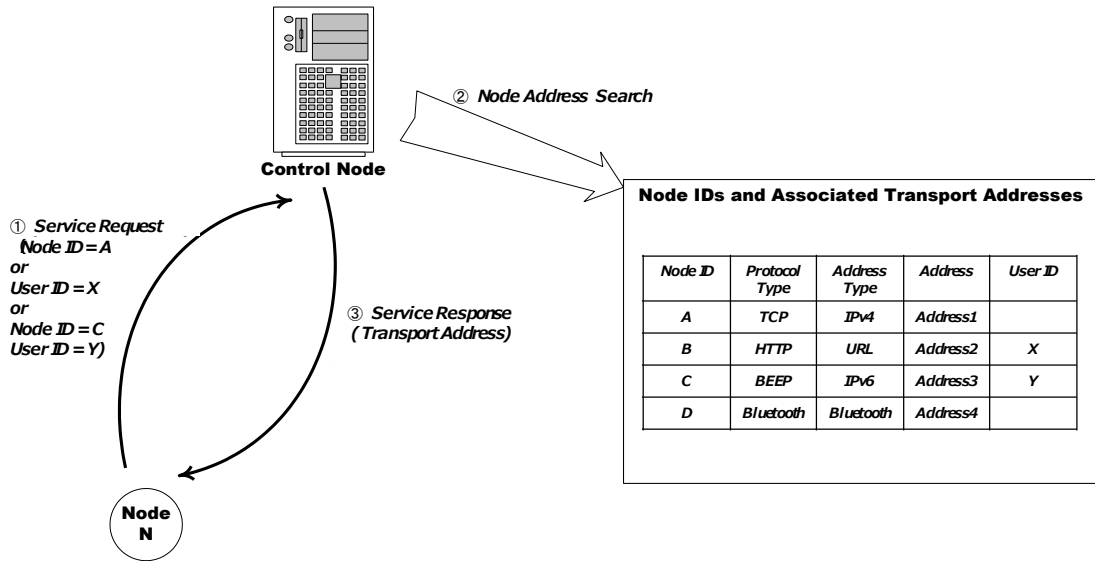 ② Node Address Search
Control Node
① Service Request
(Node ID = A
or
User ID = X
or
Node ID = C
User ID = Y)
③ Service Response
(Transport Address)
Node
N
Node IDs and Associated Transport Addresses
Node ID Protocol Type Address Type Address User ID
A TCP IPv4 Address1
B HTTP URL Address2 X
C BEEP IPv6 Address3 Y
D Bluetooth Bluetooth Address4